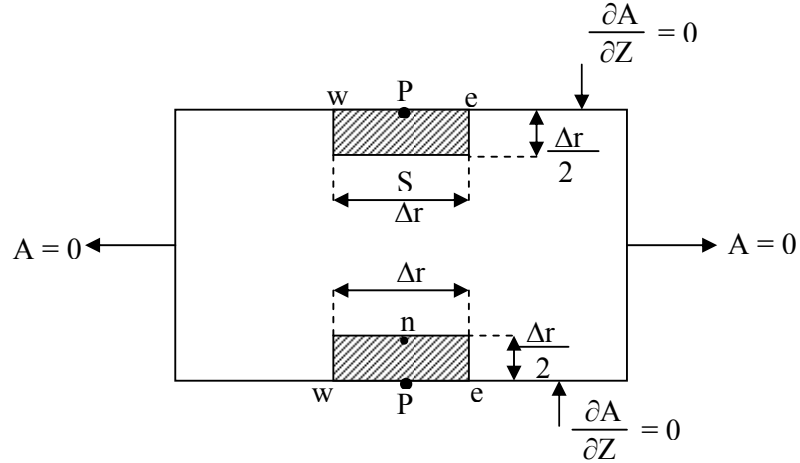 ∂A/∂Z = 0
w P e
Δr/2
S
Δr
A = 0 A = 0
Δr
n
Δr/2
w P e
∂A/∂Z = 0